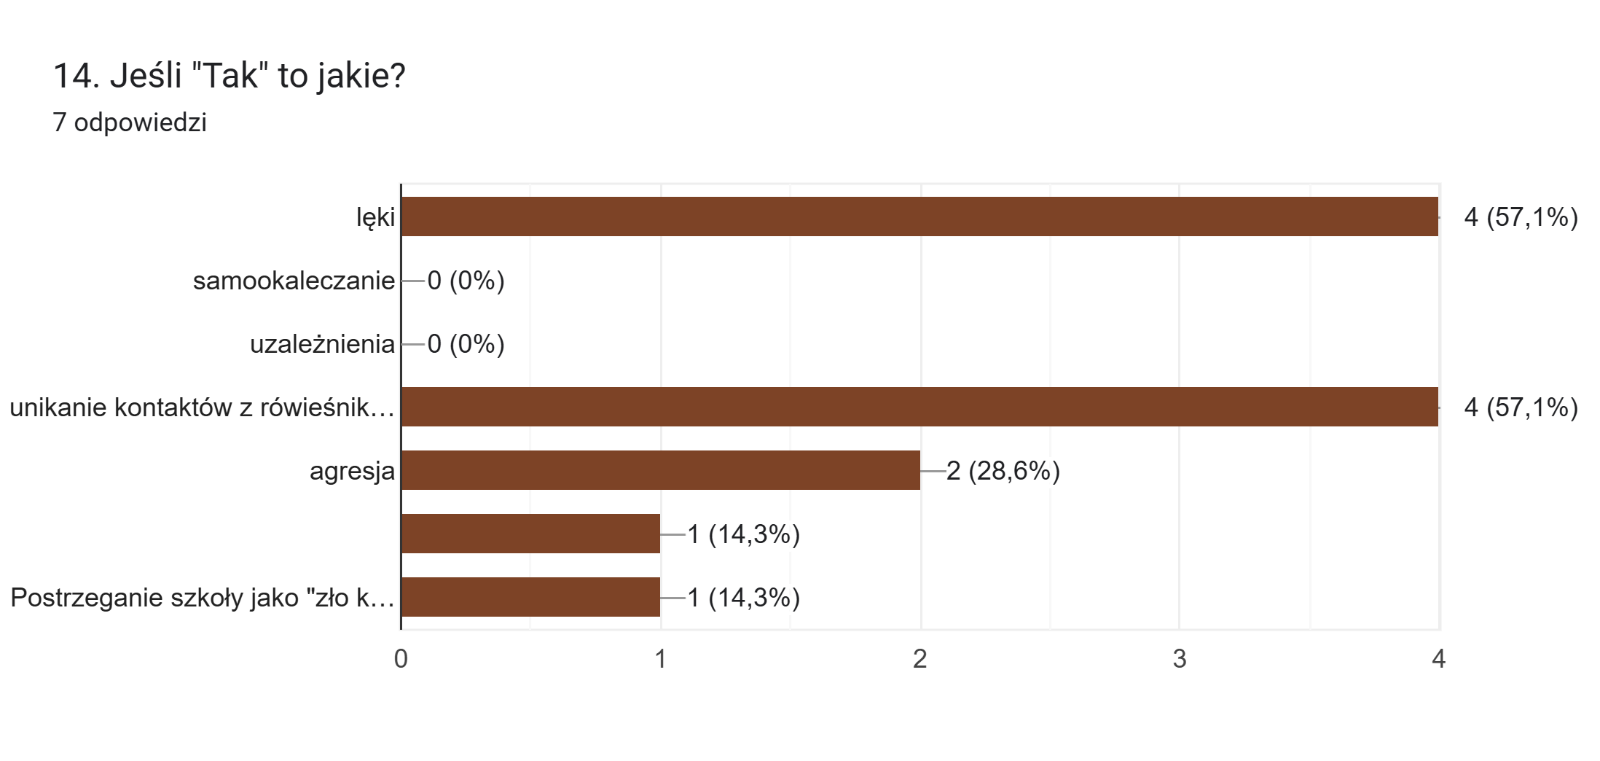 14. Jeśli "Tak" to jakie?
7 odpowiedzi
lęki 4 (57,1%)
samookaleczanie 0 (0%)
uzależnienia 0 (0%)
unikanie kontaktów z rówieśnik… 4 (57,1%)
agresja 2 (28,6%)
1 (14,3%)
Postrzeganie szkoły jako "zło k… 1 (14,3%)
0 1 2 3 4